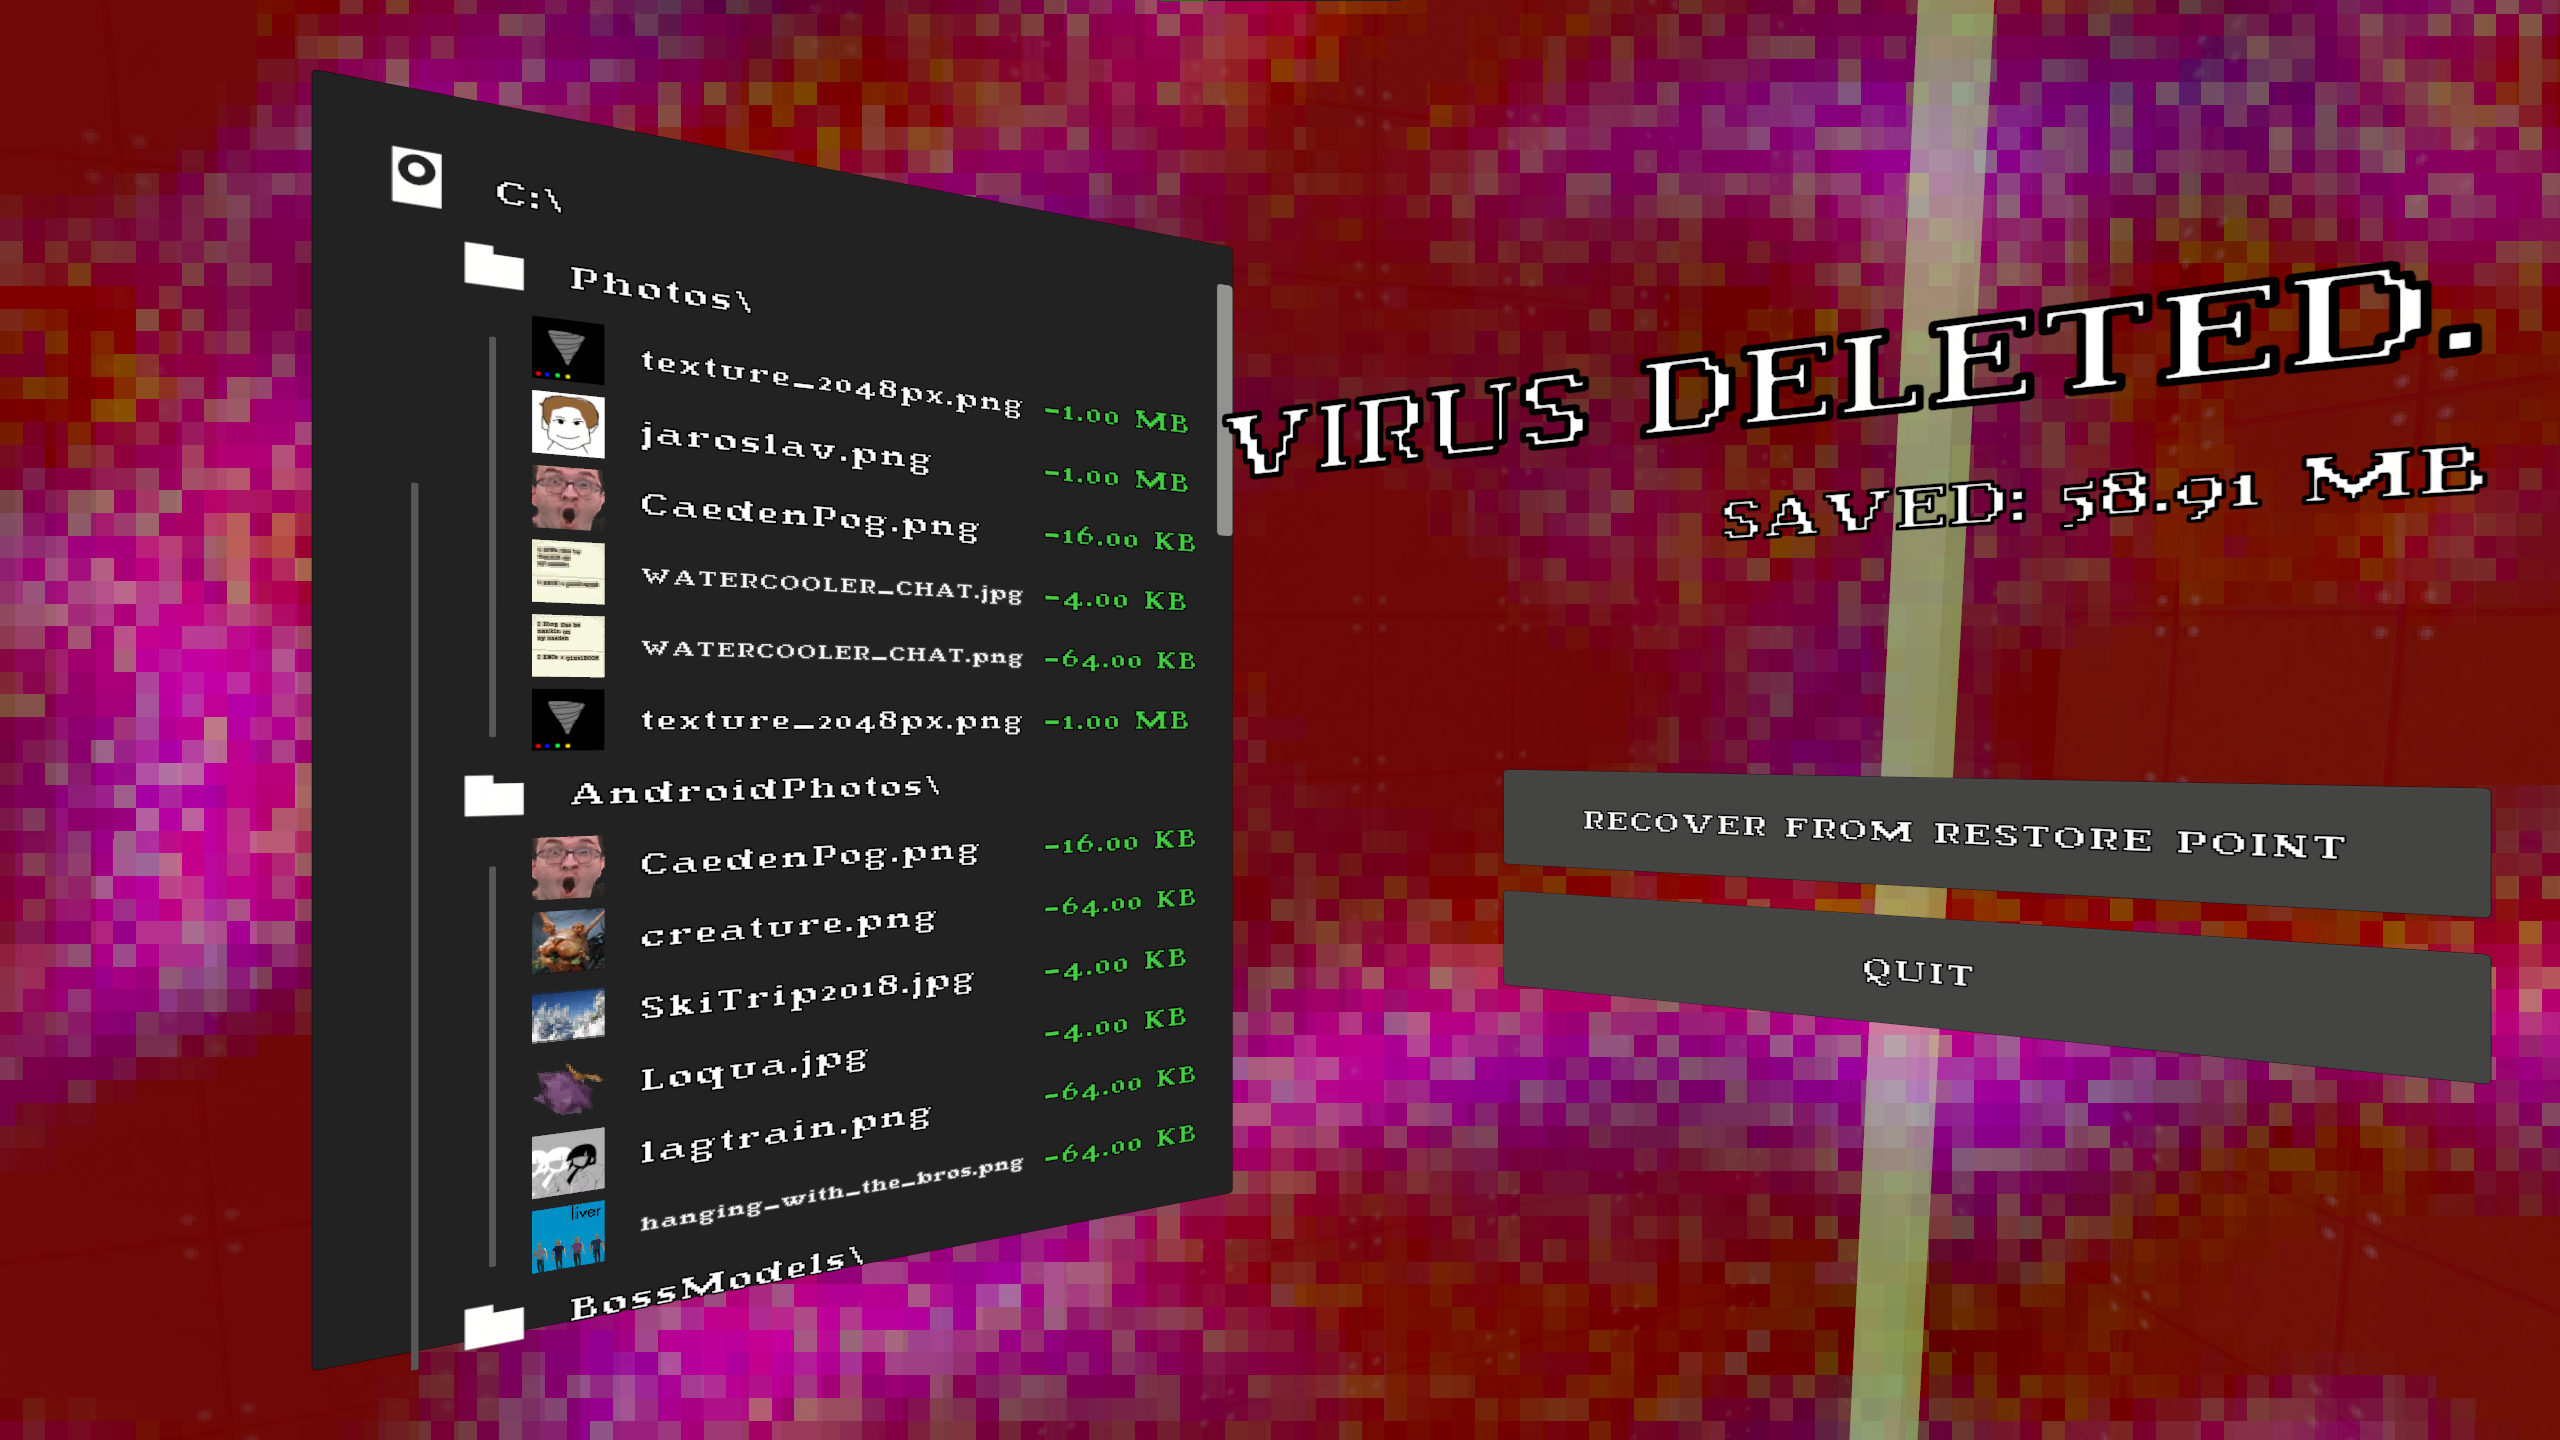 C:\
Photos\
texture_2048px.png -1.00 MB
jaroslav.png -1.00 MB
CaedenPog.png -16.00 KB
WATERCOOLER_CHAT.jpg -4.00 KB
WATERCOOLER_CHAT.png -64.00 KB
texture_2048px.png -1.00 MB
AndroidPhotos\
CaedenPog.png -16.00 KB
creature.png -64.00 KB
SkiTrip2018.jpg -4.00 KB
Loqua.jpg -4.00 KB
lagtrain.png -64.00 KB
liver
hanging_with_the_bros.png -64.00 KB
BossModels\
VIRUS DELETED.
SAVED: 58.91 MB
RECOVER FROM RESTORE POINT
QUIT